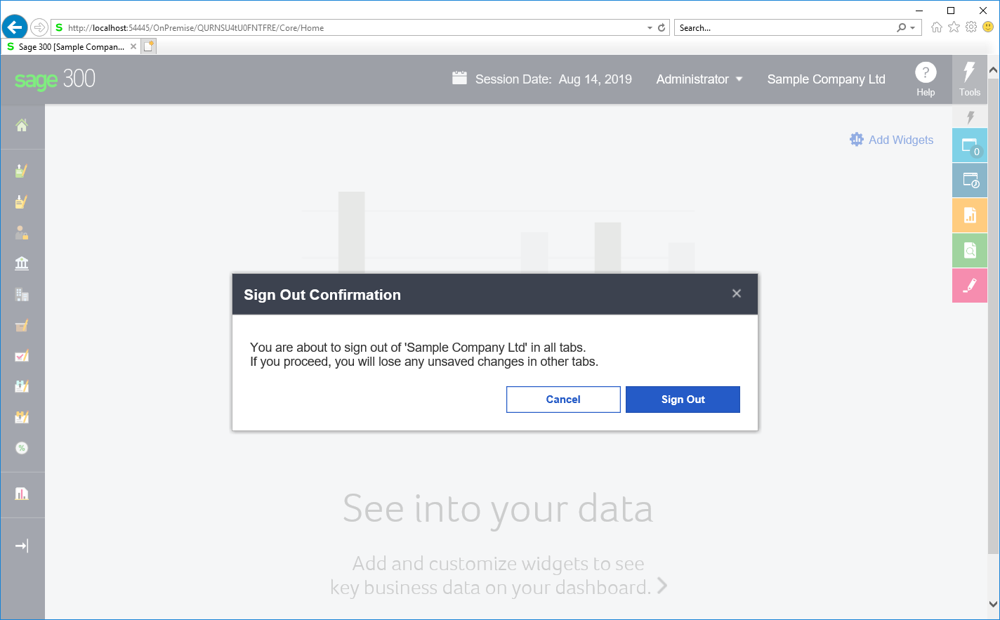 http://localhost:54445/OnPremise/QURNSU4tU0FNTFRE/Core/Home
Search...
Sage 300 [Sample Compan...
sage 300
Session Date: Aug 14, 2019
Administrator
Sample Company Ltd
?
Help
Tools
Add Widgets
0
Sign Out Confirmation
You are about to sign out of 'Sample Company Ltd' in all tabs.
If you proceed, you will lose any unsaved changes in other tabs.
Cancel
Sign Out
%
See into your data
Add and customize widgets to see
key business data on your dashboard.